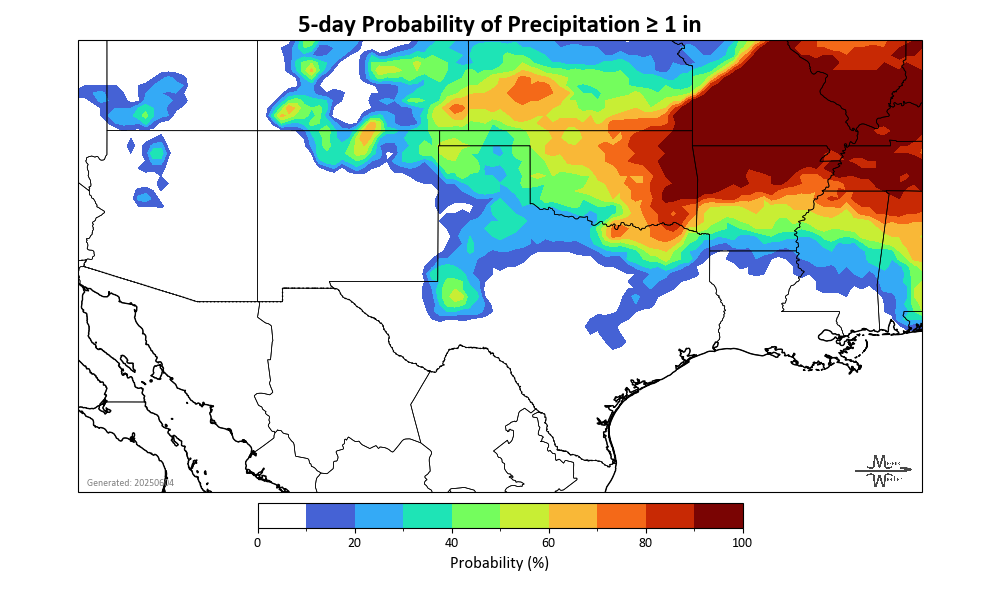 5-day Probability of Precipitation ≥ 1 in
Generated: 20250604
0 20 40 60 80 100
Probability (%)